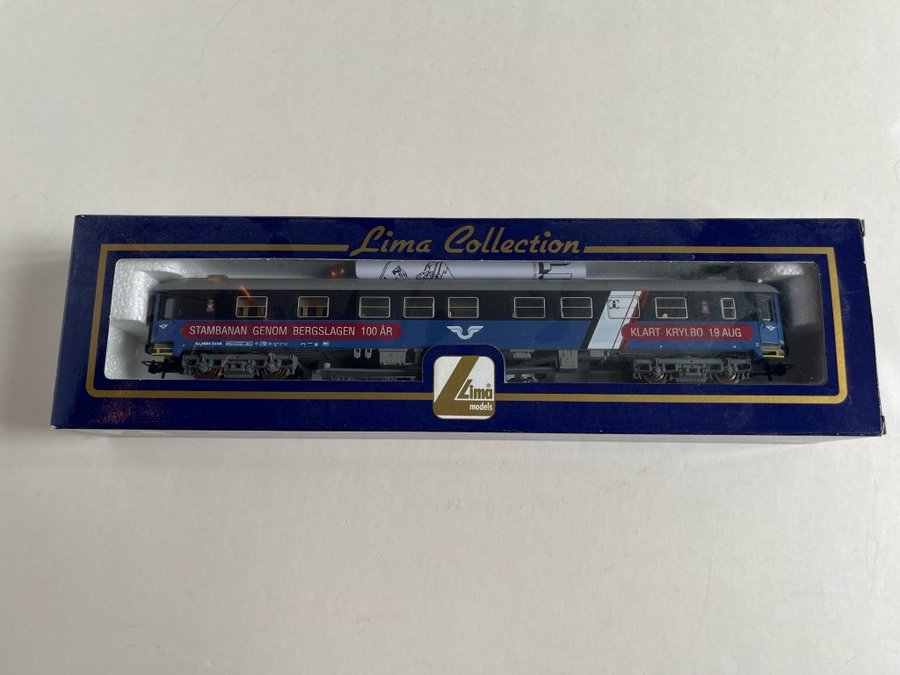 Lima Collection
STAMBANAN GENOM BERGSLAGEN 100 ÅR
KLART KRYLBO 19 AUG
Lima®
models